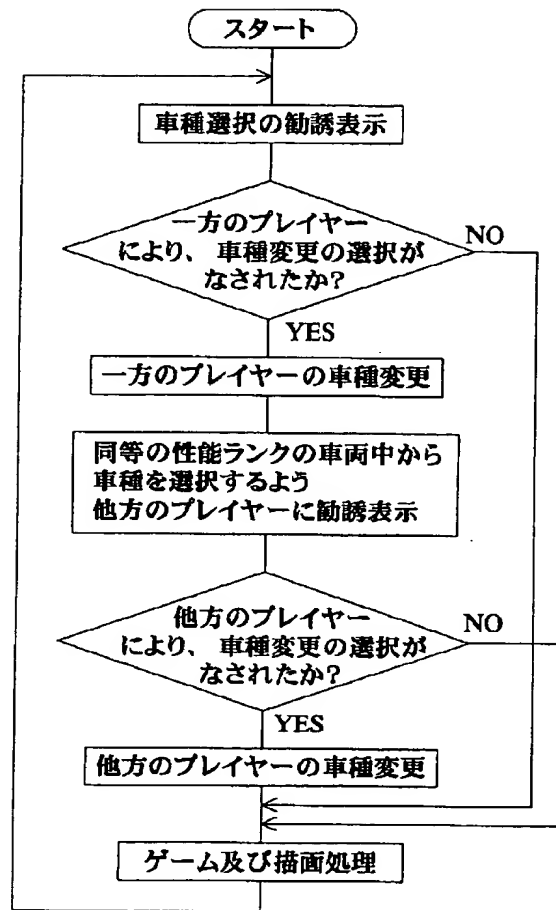 スタート
車種選択の勧誘表示
一方のプレイヤー
により、車種変更の選択が
なされたか?
NO
YES
一方のプレイヤーの車種変更
同等の性能ランクの車両中から
車種を選択するよう
他方のプレイヤーに勧誘表示
他方のプレイヤー
により、車種変更の選択が
なされたか?
NO
YES
他方のプレイヤーの車種変更
ゲーム及び描画処理